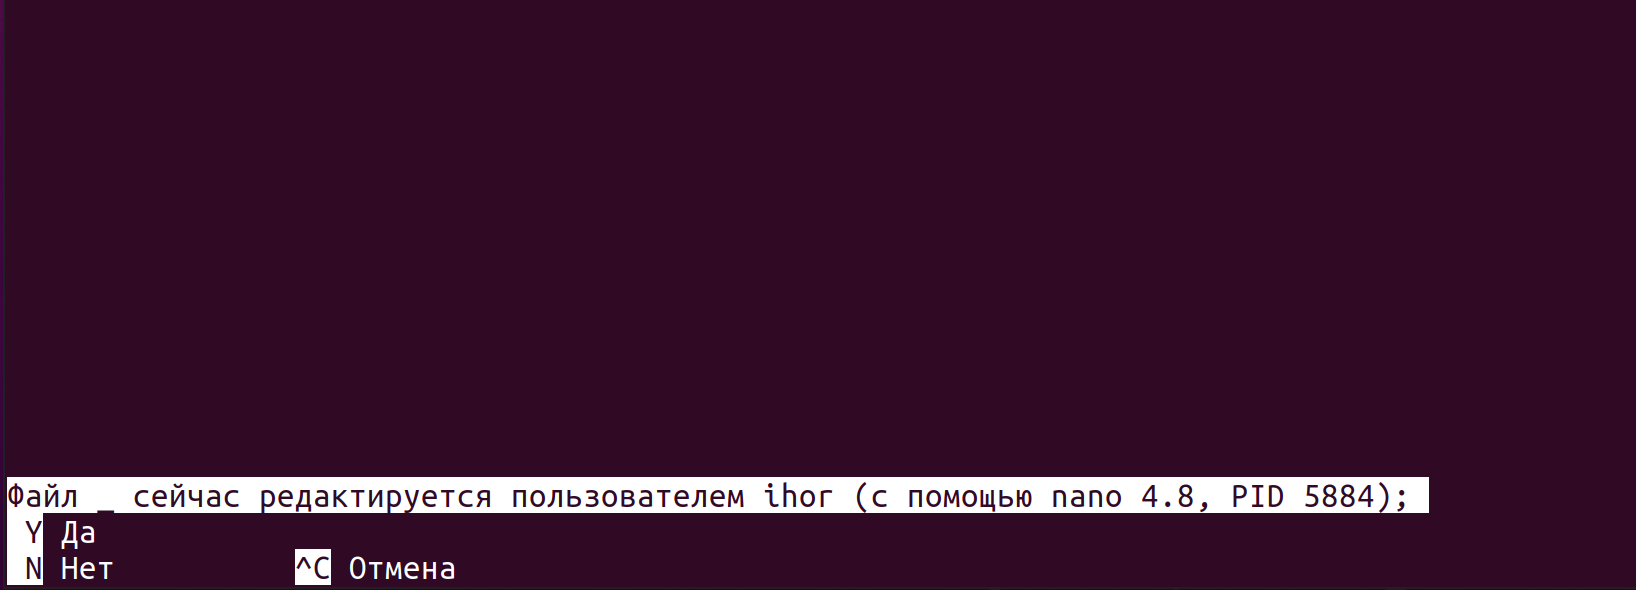 Файл _ сейчас редактируется пользователем ihor (с помощью nano 4.8, PID 5884);
Y Да
N Нет ^C Отмена